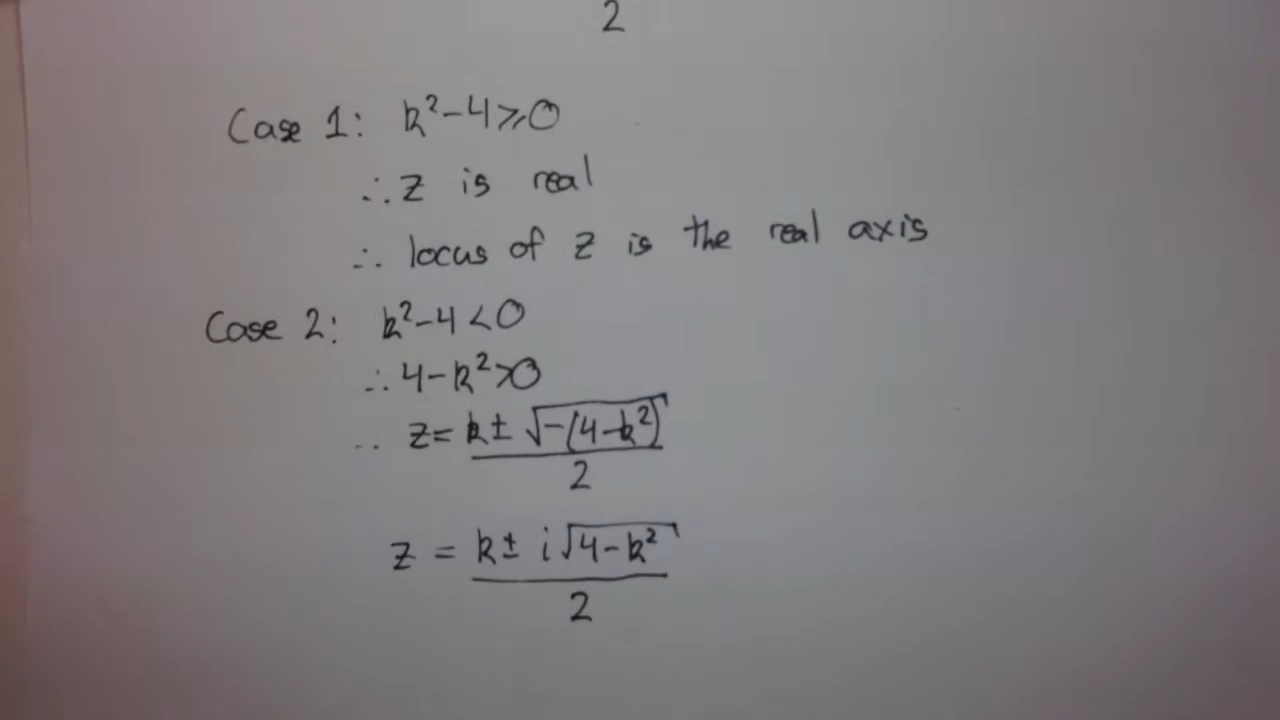 2
Case 1: k²-4⩾0
∴ z is real
∴ locus of z is the real axis
Case 2: k²-4<0
∴ 4-k²>0
∴ z= k± √-(4-k²)
2
z = k± i√4-k²
2